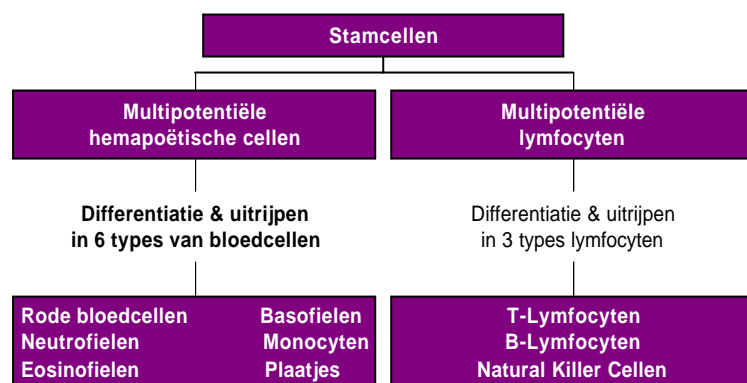 Stamcellen
Multipotentiële
hemapoëtische cellen
Multipotentiële
lymfocyten
Differentiatie & uitrijpen
in 6 types van bloedcellen
Differentiatie & uitrijpen
in 3 types lymfocyten
Rode bloedcellen Basofielen
Neutrofielen Monocyten
Eosinofielen Plaatjes
T-Lymfocyten
B-Lymfocyten
Natural Killer Cellen